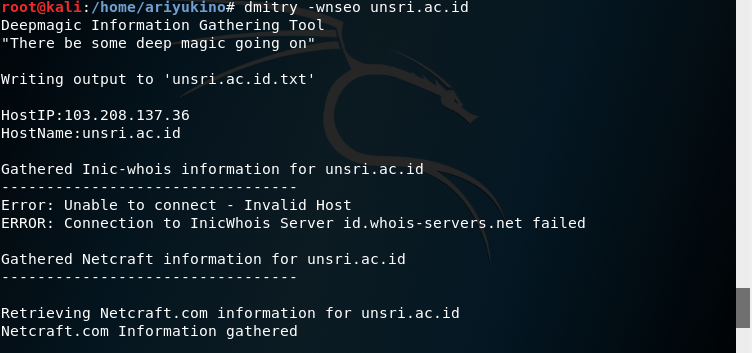 root@kali:/home/ariyukino# dmitry -wnseo unsri.ac.id
Deepmagic Information Gathering Tool
"There be some deep magic going on"
Writing output to 'unsri.ac.id.txt'
HostIP:103.208.137.36
HostName:unsri.ac.id
Gathered Inic-whois information for unsri.ac.id
---------------------------------
Error: Unable to connect - Invalid Host
ERROR: Connection to InicWhois Server id.whois-servers.net failed
Gathered Netcraft information for unsri.ac.id
---------------------------------
Retrieving Netcraft.com information for unsri.ac.id
Netcraft.com Information gathered